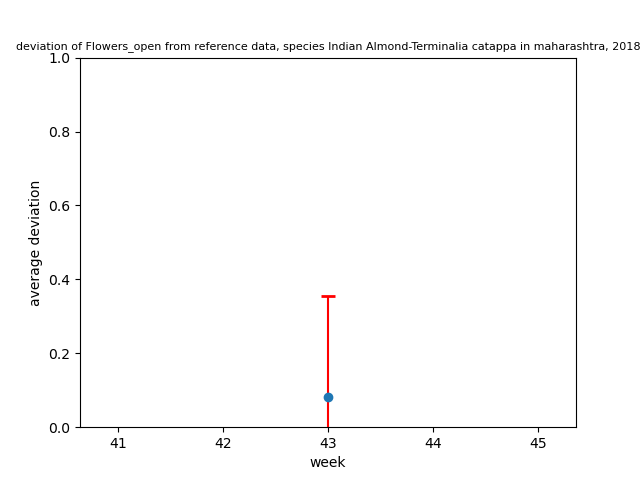 deviation of Flowers_open from reference data, species Indian Almond-Terminalia catappa in maharashtra, 2018
1.0
0.8
0.6
0.4
0.2
0.0
average deviation
41 42 43 44 45
week